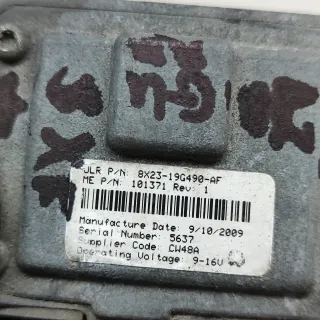 JLR P/N: 8X23-19G490-AF
ME P/N: 101371 Rev: 1
Manufacture Date: 9/10/2009
Serial Number: 5637
Supplier Code: CW48A
Operating Voltage: 9-16V